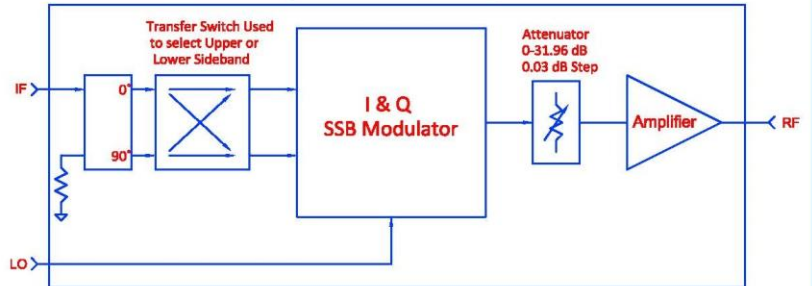 Transfer Switch Used
to select Upper or
Lower Sideband
Attenuator
0-31.96 dB
0.03 dB Step
IF
0°
90°
I & Q
SSB Modulator
Amplifier
RF
LO